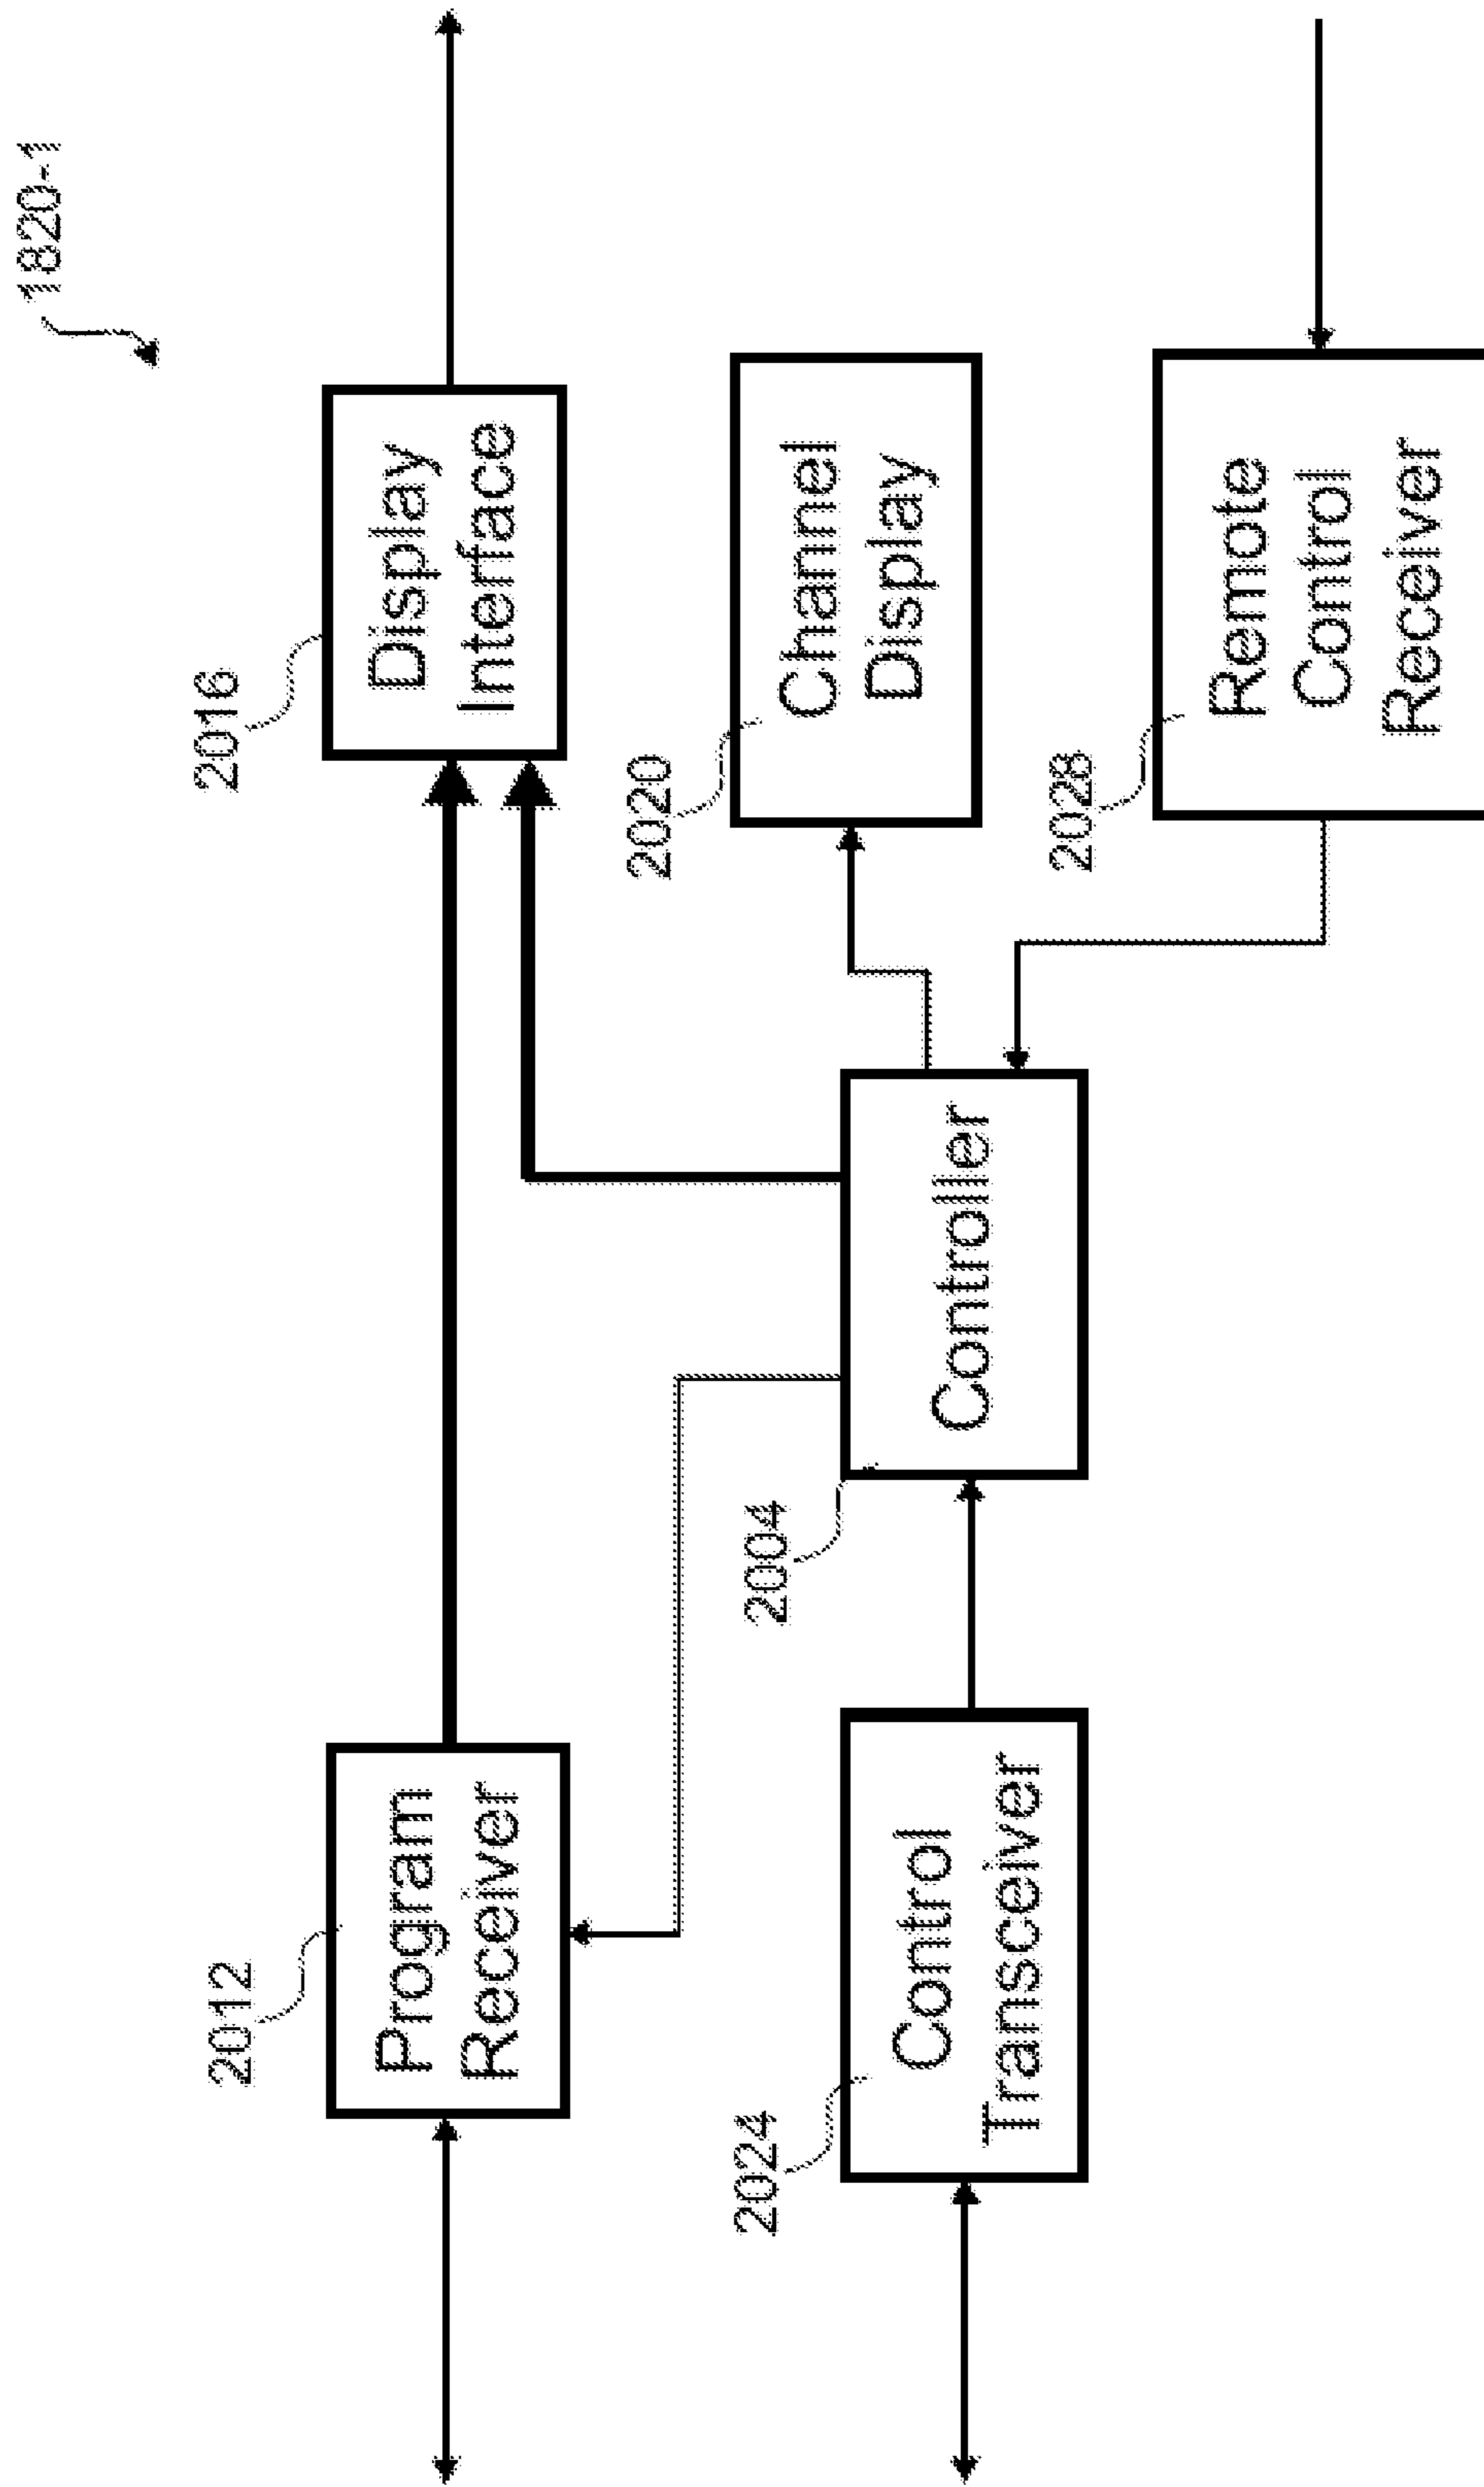 1820-1
2012
Program
Receiver
2016
Display
Interface
2020
Channel
Display
2004
Controller
2024
Control
Transceiver
2028
Remote
Control
Receiver